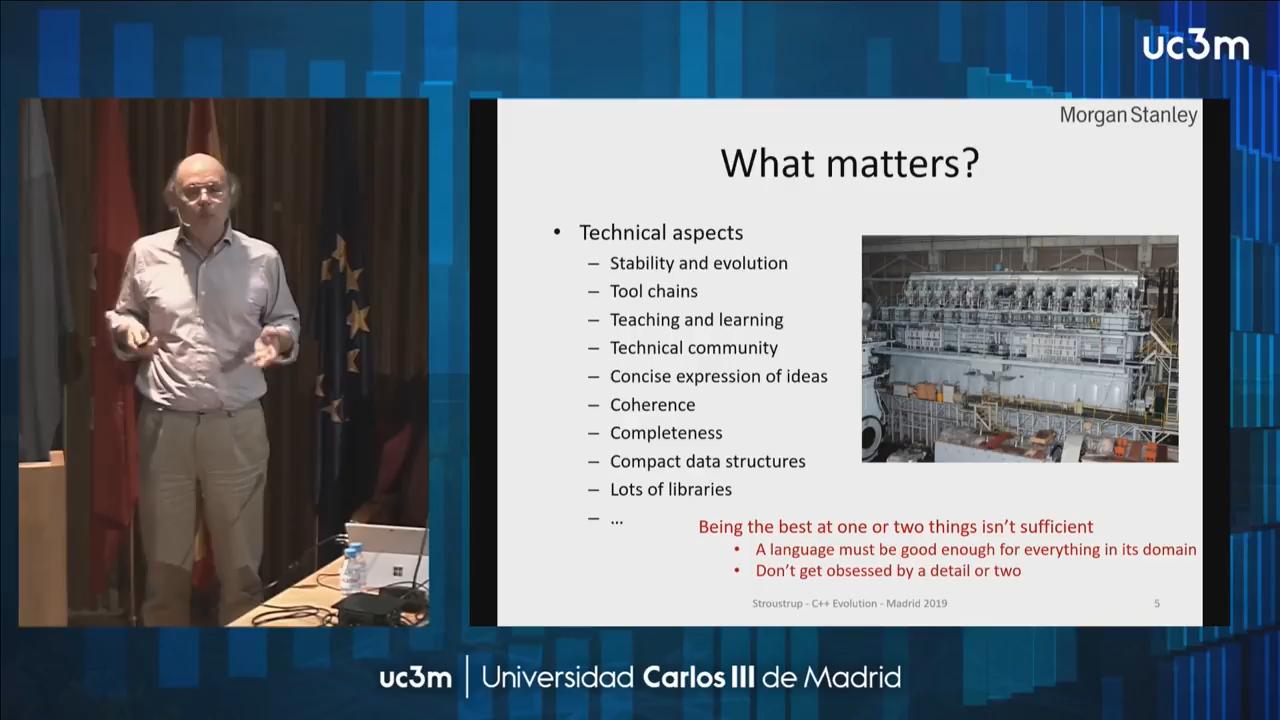 uc3m
Morgan Stanley
What matters?
• Technical aspects
– Stability and evolution
– Tool chains
– Teaching and learning
– Technical community
– Concise expression of ideas
– Coherence
– Completeness
– Compact data structures
– Lots of libraries
– ...
Being the best at one or two things isn't sufficient
• A language must be good enough for everything in its domain
• Don't get obsessed by a detail or two
Stroustrup - C++ Evolution - Madrid 2019
5
uc3m | Universidad Carlos III de Madrid